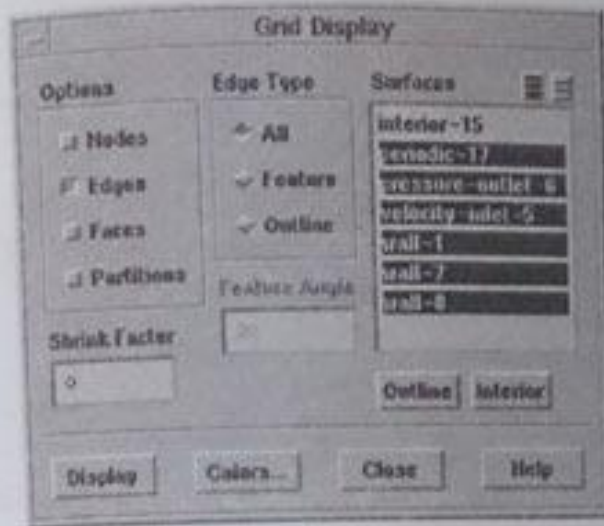 Grid Display
Options
Nodes
Edges
Faces
Partitions
Shrink Factor
0
Edge Type
All
Feature
Outline
Feature Angle
20
Surfaces
interior-15
periodic-17
pressure-outlet-6
velocity-inlet-5
wall-1
wall-7
wall-8
Outline Interior
Display Colors... Close Help